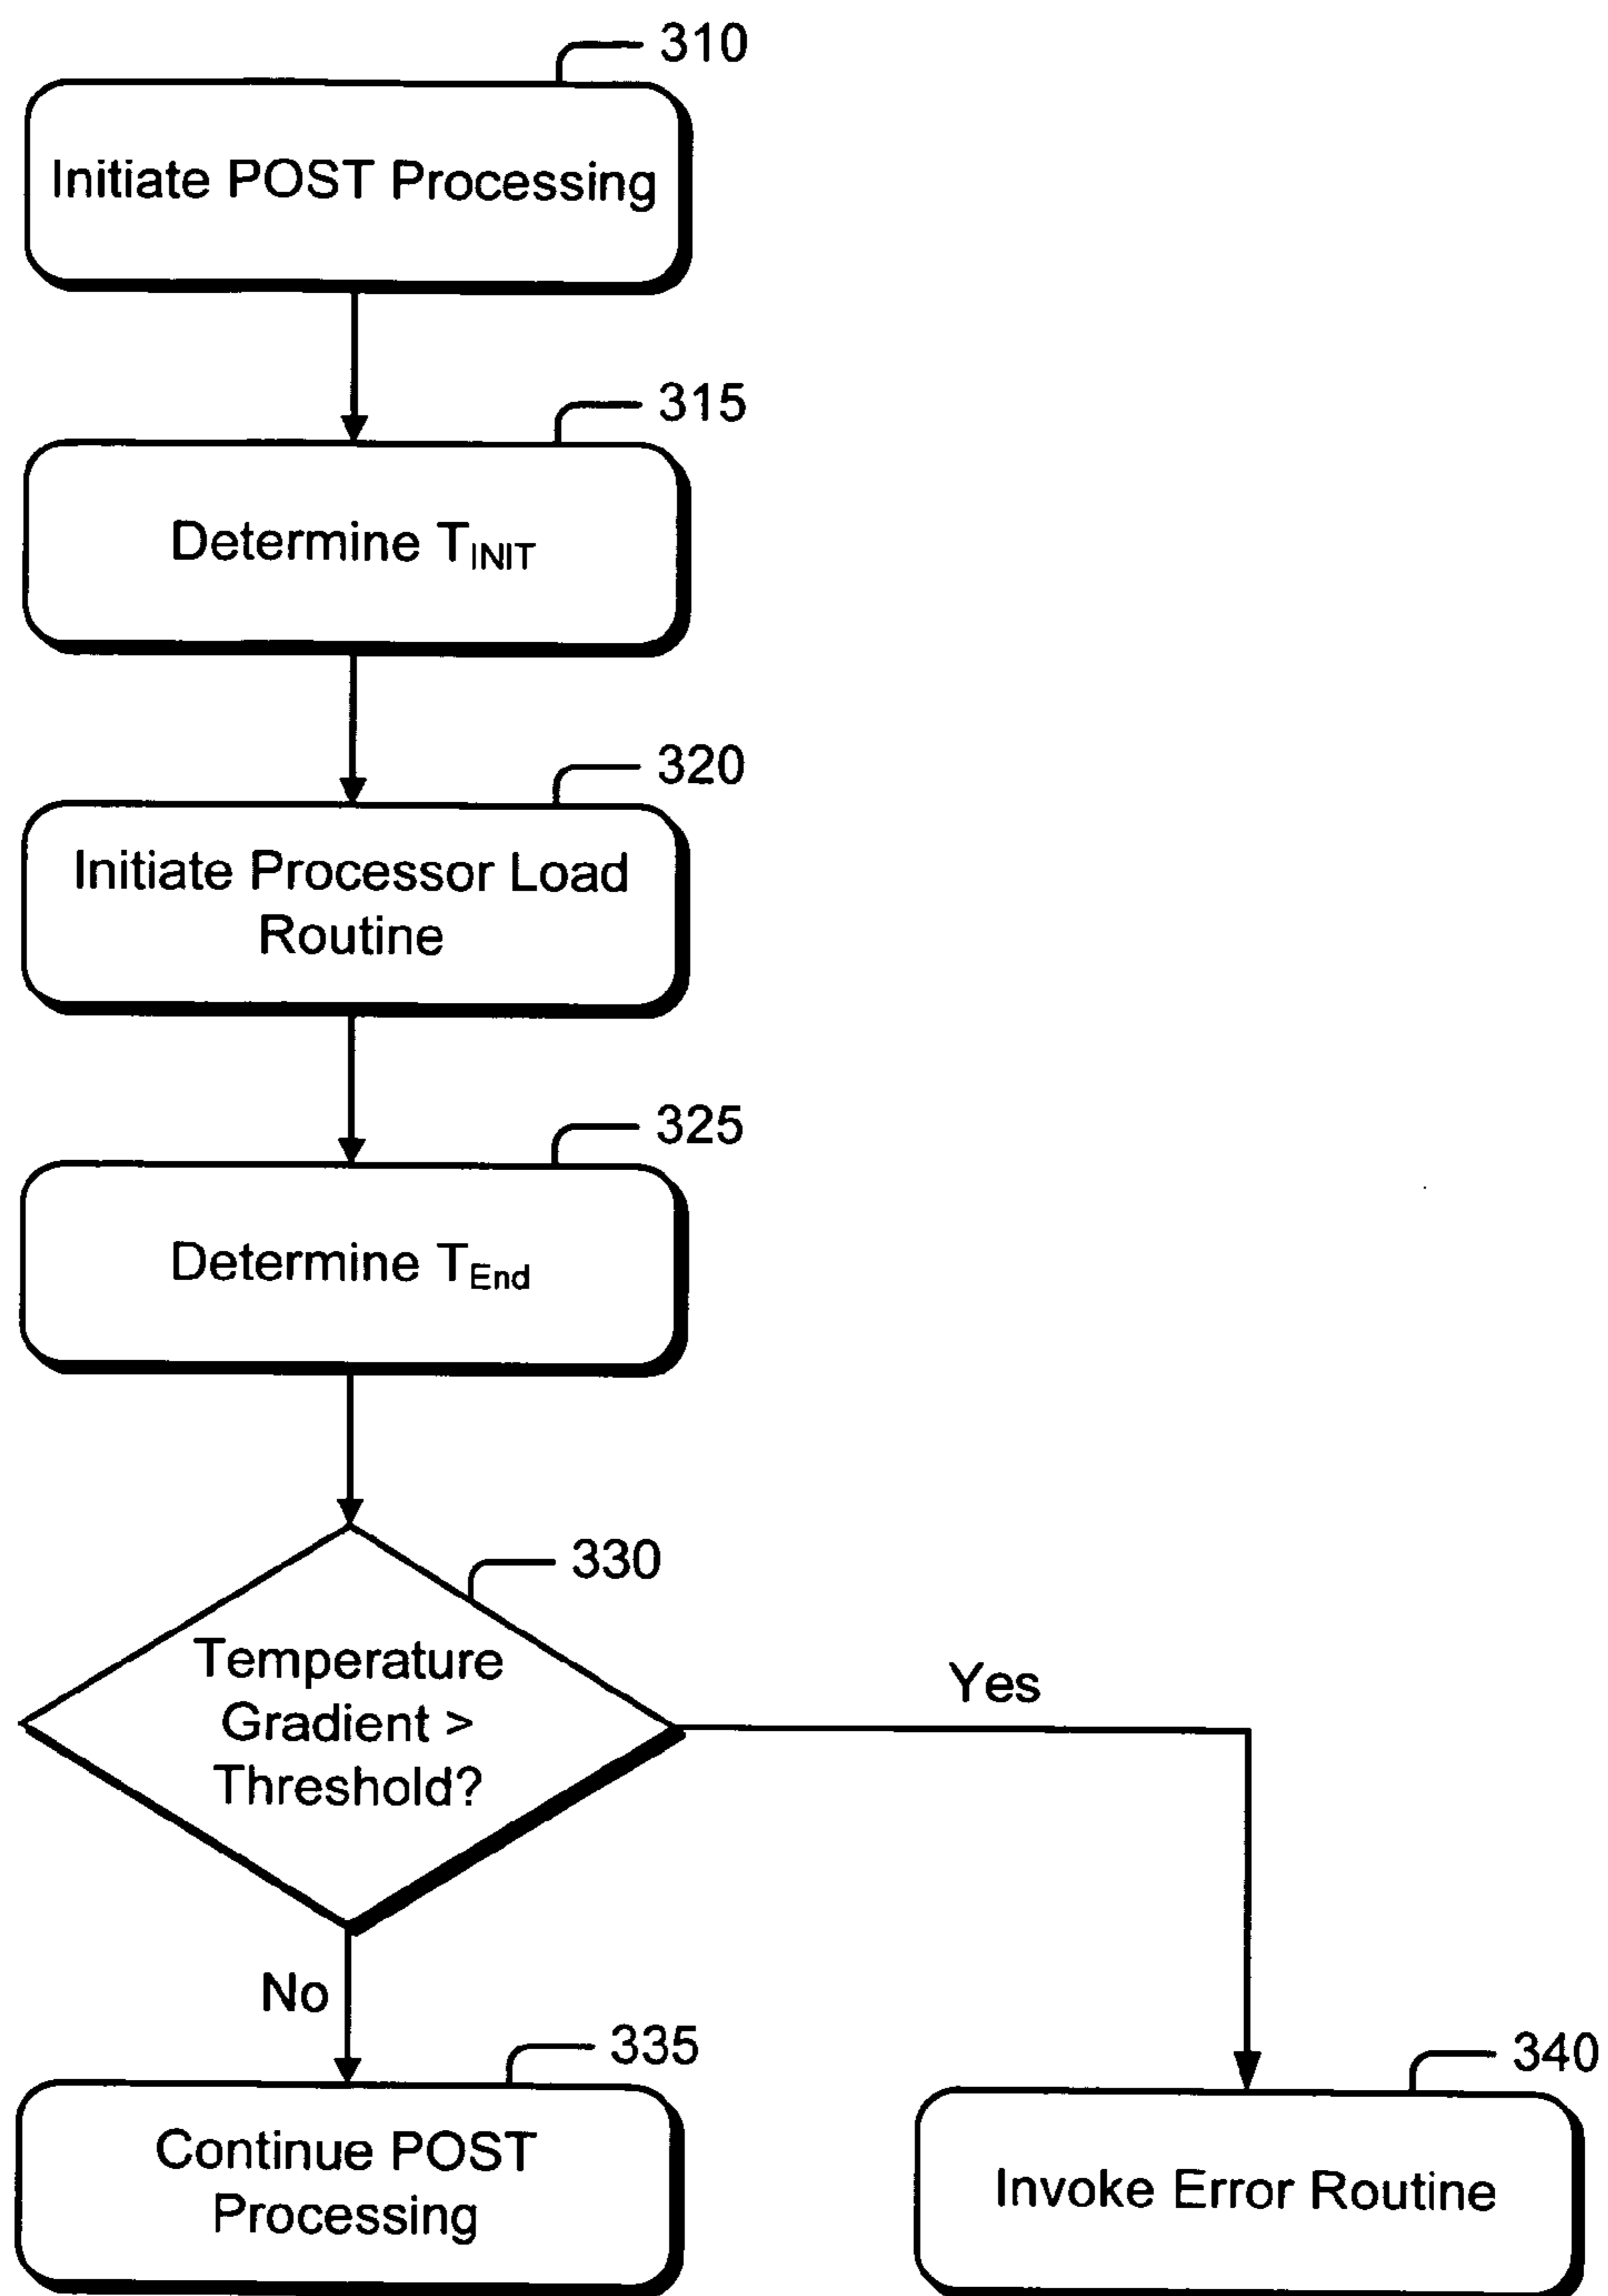 310
Initiate POST Processing
315
Determine TINIT
320
Initiate Processor Load
Routine
325
Determine TEnd
330
Temperature
Gradient >
Threshold?
Yes
No
335
Continue POST
Processing
340
Invoke Error Routine